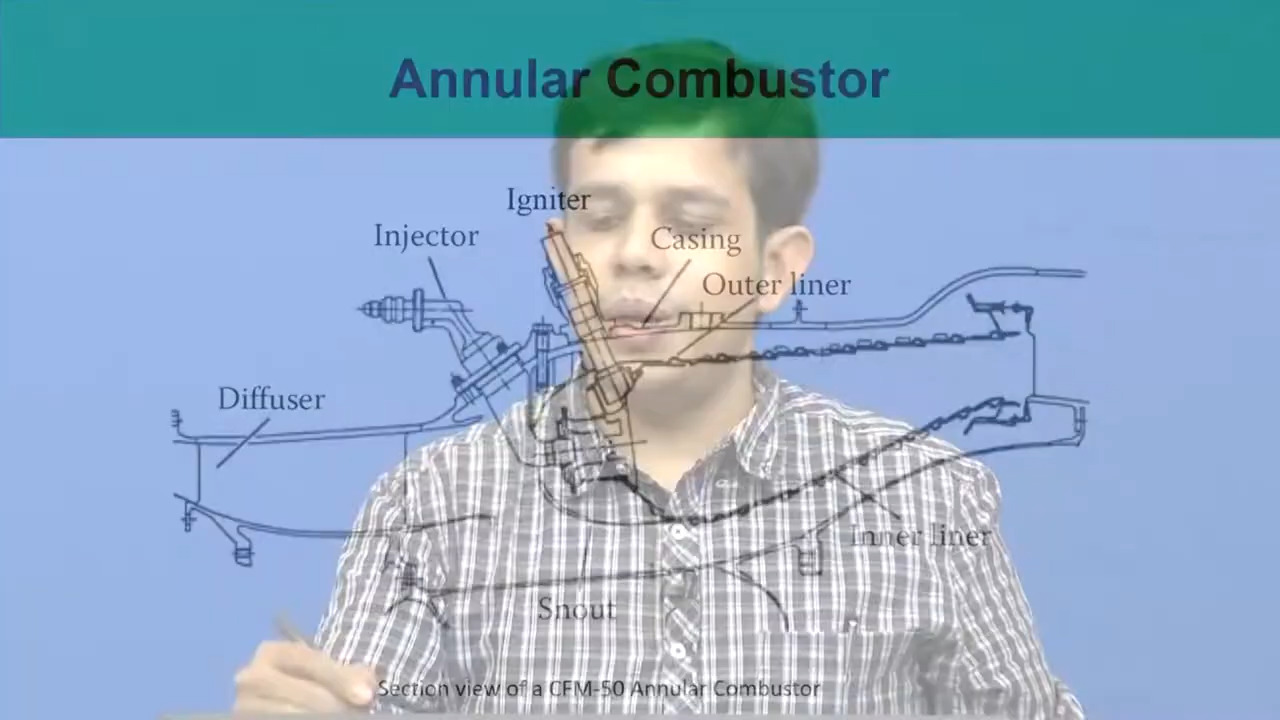 Annular Combustor
Igniter
Injector
Casing
Outer liner
Diffuser
Inner liner
Snout
Section view of a CFM-50 Annular Combustor